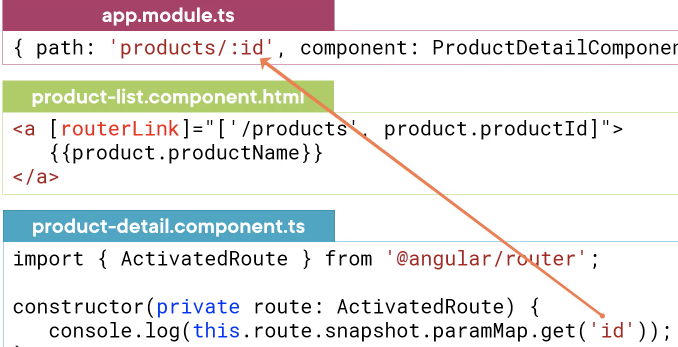 app.module.ts
{ path: 'products/:id', component: ProductDetailComponen
product-list.component.html
<a [routerLink]="['/products', product.productId]">
{{product.productName}}
</a>
product-detail.component.ts
import { ActivatedRoute } from '@angular/router';
constructor(private route: ActivatedRoute) {
console.log(this.route.snapshot.paramMap.get('id'));